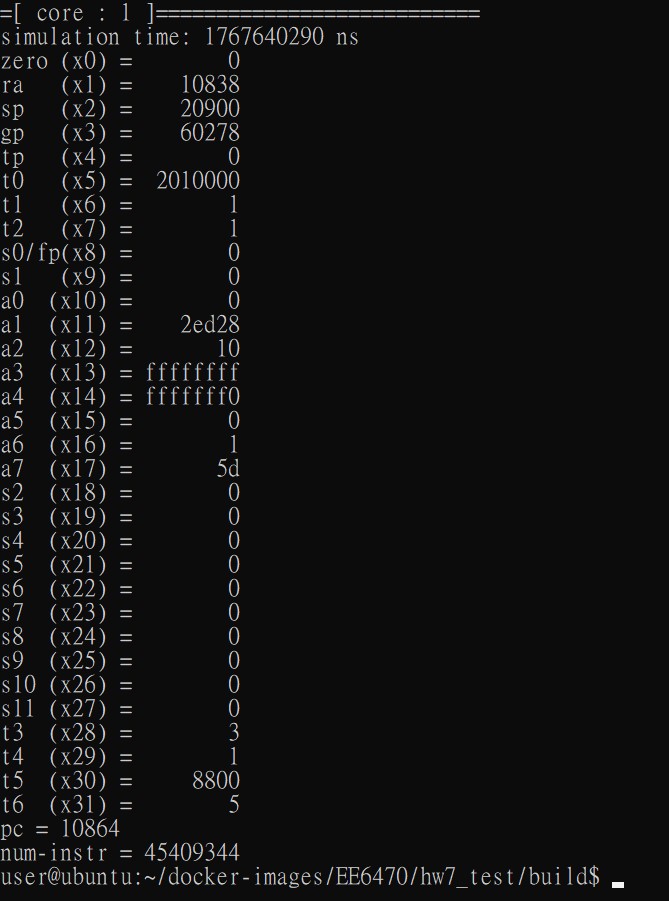 =[ core : 1 ]===========================
simulation time: 1767640290 ns
zero (x0) =        0
ra   (x1) =    10838
sp   (x2) =    20900
gp   (x3) =    60278
tp   (x4) =        0
t0   (x5) =  2010000
t1   (x6) =        1
t2   (x7) =        1
s0/fp(x8) =        0
s1   (x9) =        0
a0  (x10) =        0
a1  (x11) =    2ed28
a2  (x12) =       10
a3  (x13) = ffffffff
a4  (x14) = fffffff0
a5  (x15) =        0
a6  (x16) =        1
a7  (x17) =       5d
s2  (x18) =        0
s3  (x19) =        0
s4  (x20) =        0
s5  (x21) =        0
s6  (x22) =        0
s7  (x23) =        0
s8  (x24) =        0
s9  (x25) =        0
s10 (x26) =        0
s11 (x27) =        0
t3  (x28) =        3
t4  (x29) =        1
t5  (x30) =     8800
t6  (x31) =        5
pc = 10864
num-instr = 45409344
user@ubuntu:~/docker-images/EE6470/hw7_test/build$